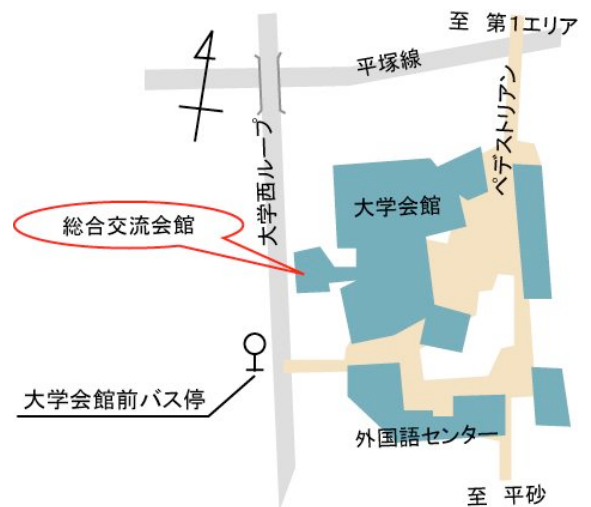 至 第1エリア
平塚線
ペデストリアン
大学西ループ
大学会館
総合交流会館
大学会館前バス停
外国語センター
至 平砂